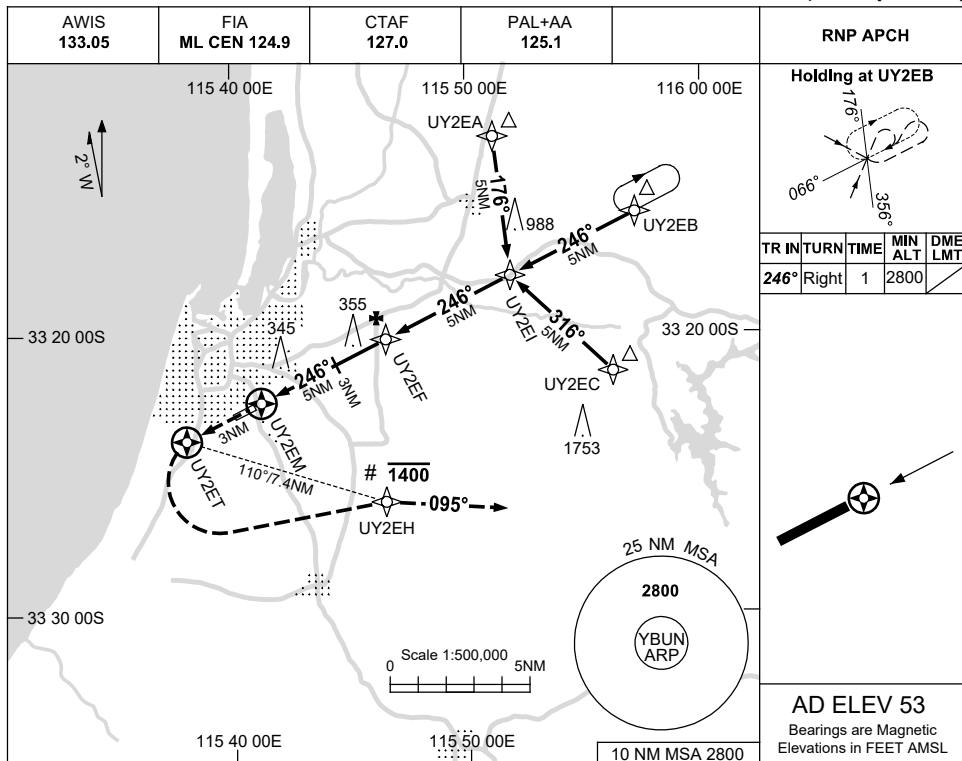 AWIS
133.05
FIA
ML CEN 124.9
CTAF
127.0
PAL+AA
125.1
RNP APCH
115 40 00E
115 50 00E
116 00 00E
2° W
UY2EA
176°
5NM
988
246°
5NM
UY2EB
246°
5NM
UY2EI
316°
5NM
33 20 00S
33 20 00S
345
355
UY2EF
UY2EC
246°
5NM
3NM
1753
3NM
UY2EM
UY2ET
110°/7.4NM
# 1400
095°
UY2EH
25 NM MSA
2800
YBUN
ARP
33 30 00S
Scale 1:500,000
0
5NM
115 40 00E
115 50 00E
10 NM MSA 2800
Holding at UY2EB
176°
066°
356°
TR IN TURN TIME MIN ALT DME LMT
246° Right 1 2800
AD ELEV 53
Bearings are Magnetic
Elevations in FEET AMSL